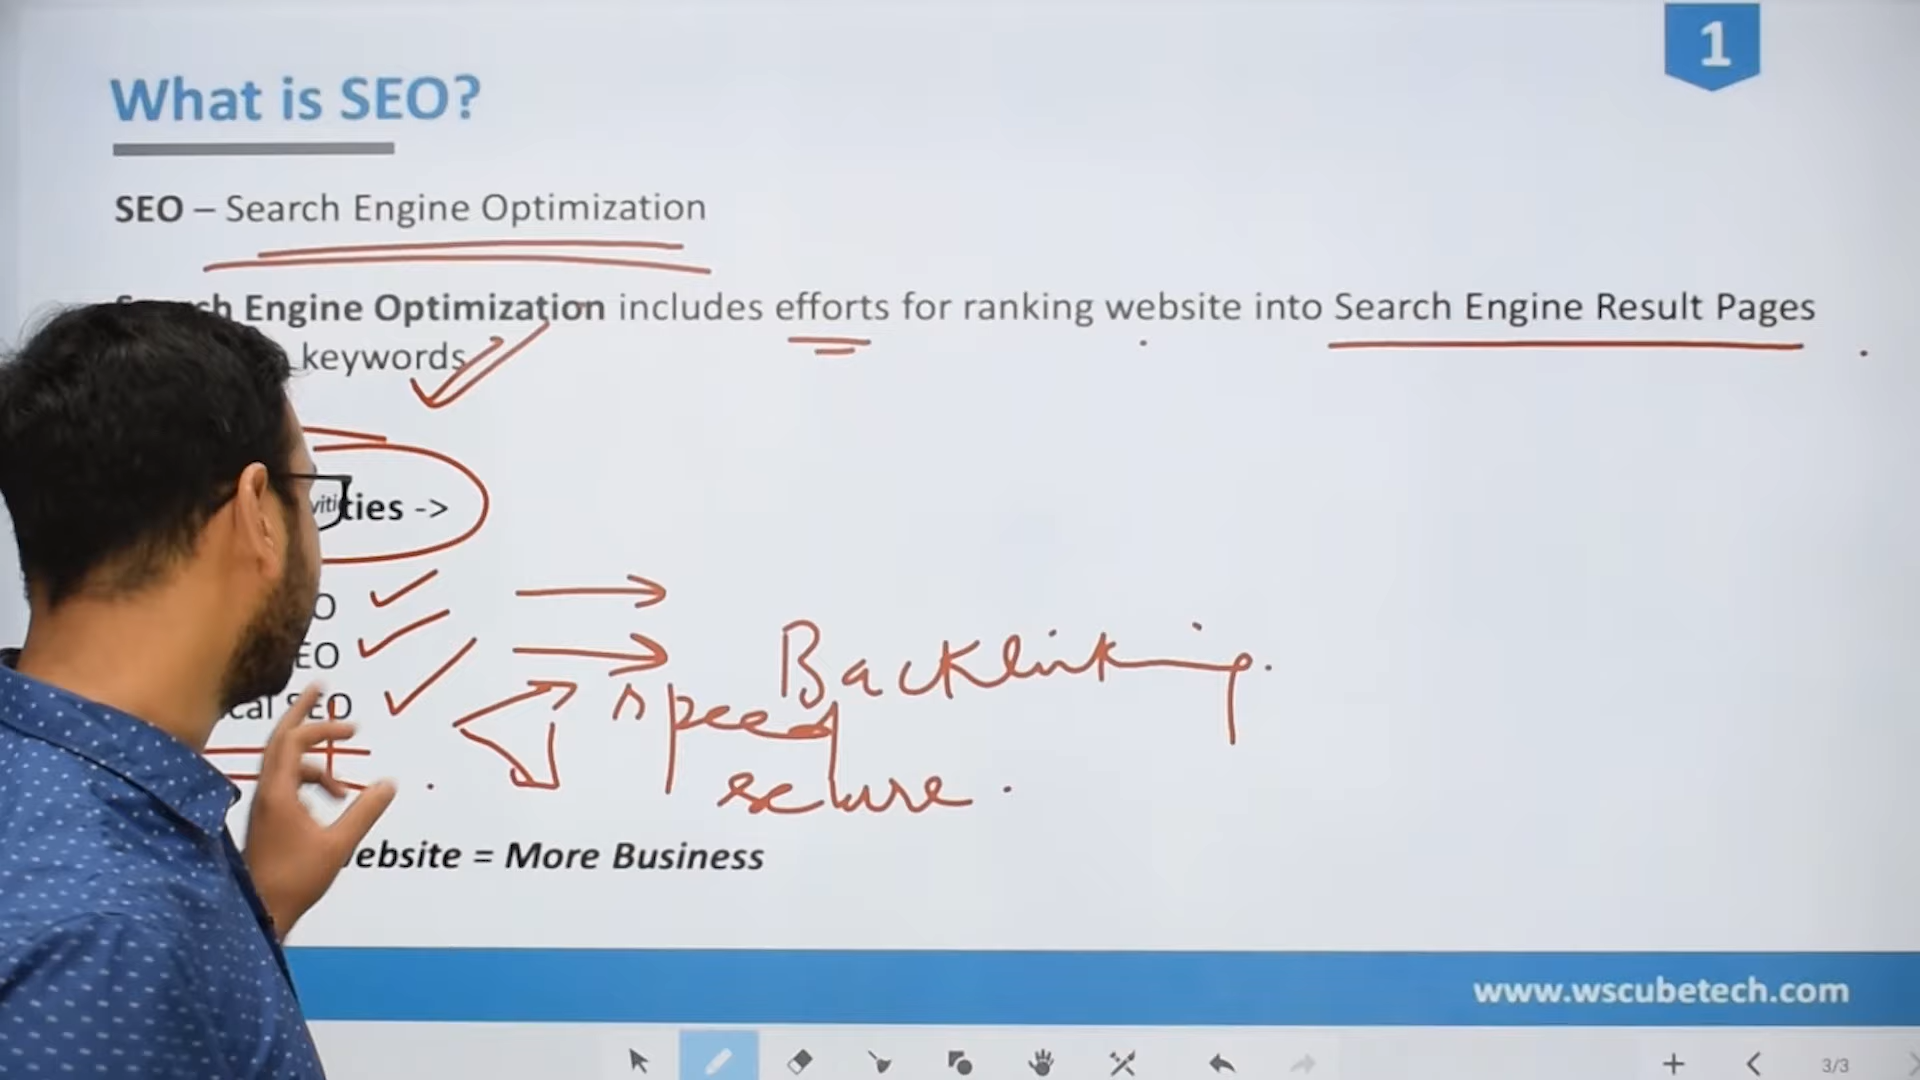 1
What is SEO?
SEO – Search Engine Optimization
Engine Optimization includes efforts for ranking website into Search Engine Result Pages
keywords
ties ->
EO
SEO
Backlinking.
speed
secure.
ebsite = More Business
www.wscubetech.com
3/3